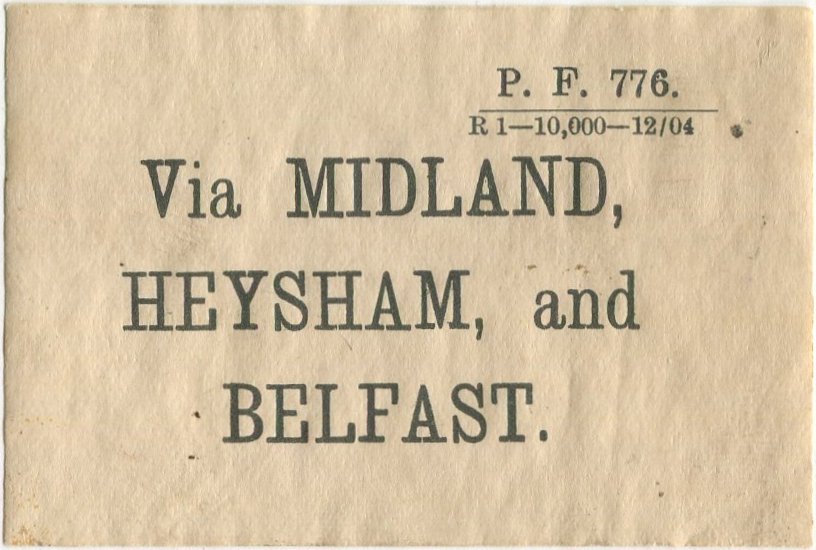 P. F. 776.
R 1—10,000—12/04
Via MIDLAND,
HEYSHAM, and
BELFAST.